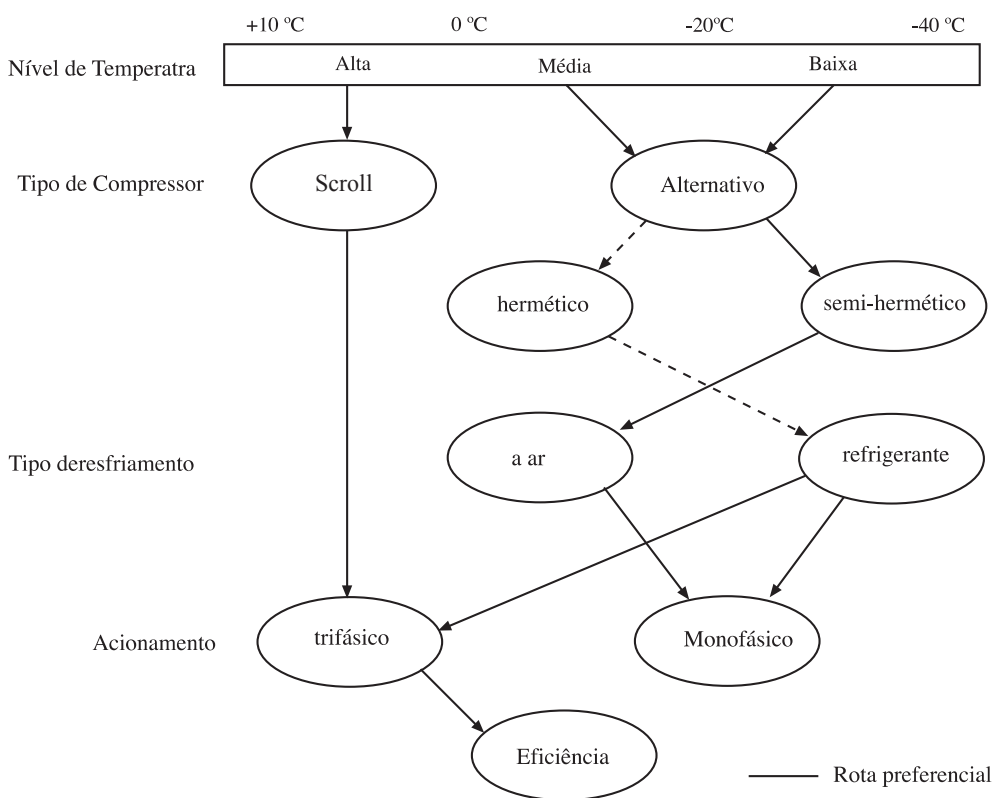 +10 ºC 0 ºC -20ºC -40 ºC
Nível de Temperatra Alta Média Baixa
Tipo de Compressor Scroll Alternativo
hermético semi-hermético
Tipo deresfriamento a ar refrigerante
Acionamento trifásico Monofásico
Eficiência
Rota preferencial